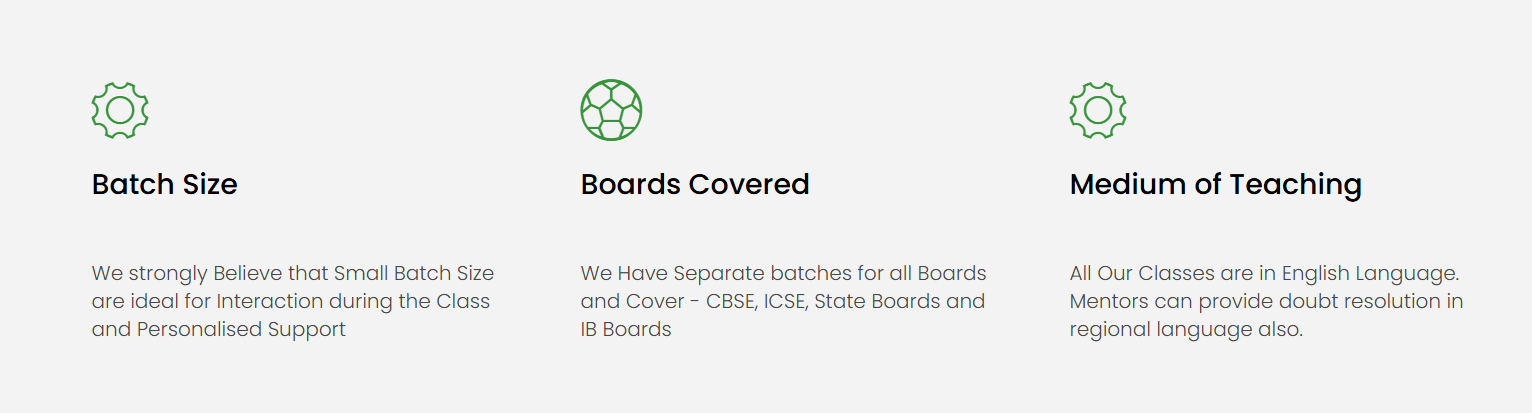 Batch Size
We strongly Believe that Small Batch Size
are ideal for Interaction during the Class
and Personalised Support
Boards Covered
We Have Separate batches for all Boards
and Cover - CBSE, ICSE, State Boards and
IB Boards
Medium of Teaching
All Our Classes are in English Language.
Mentors can provide doubt resolution in
regional language also.